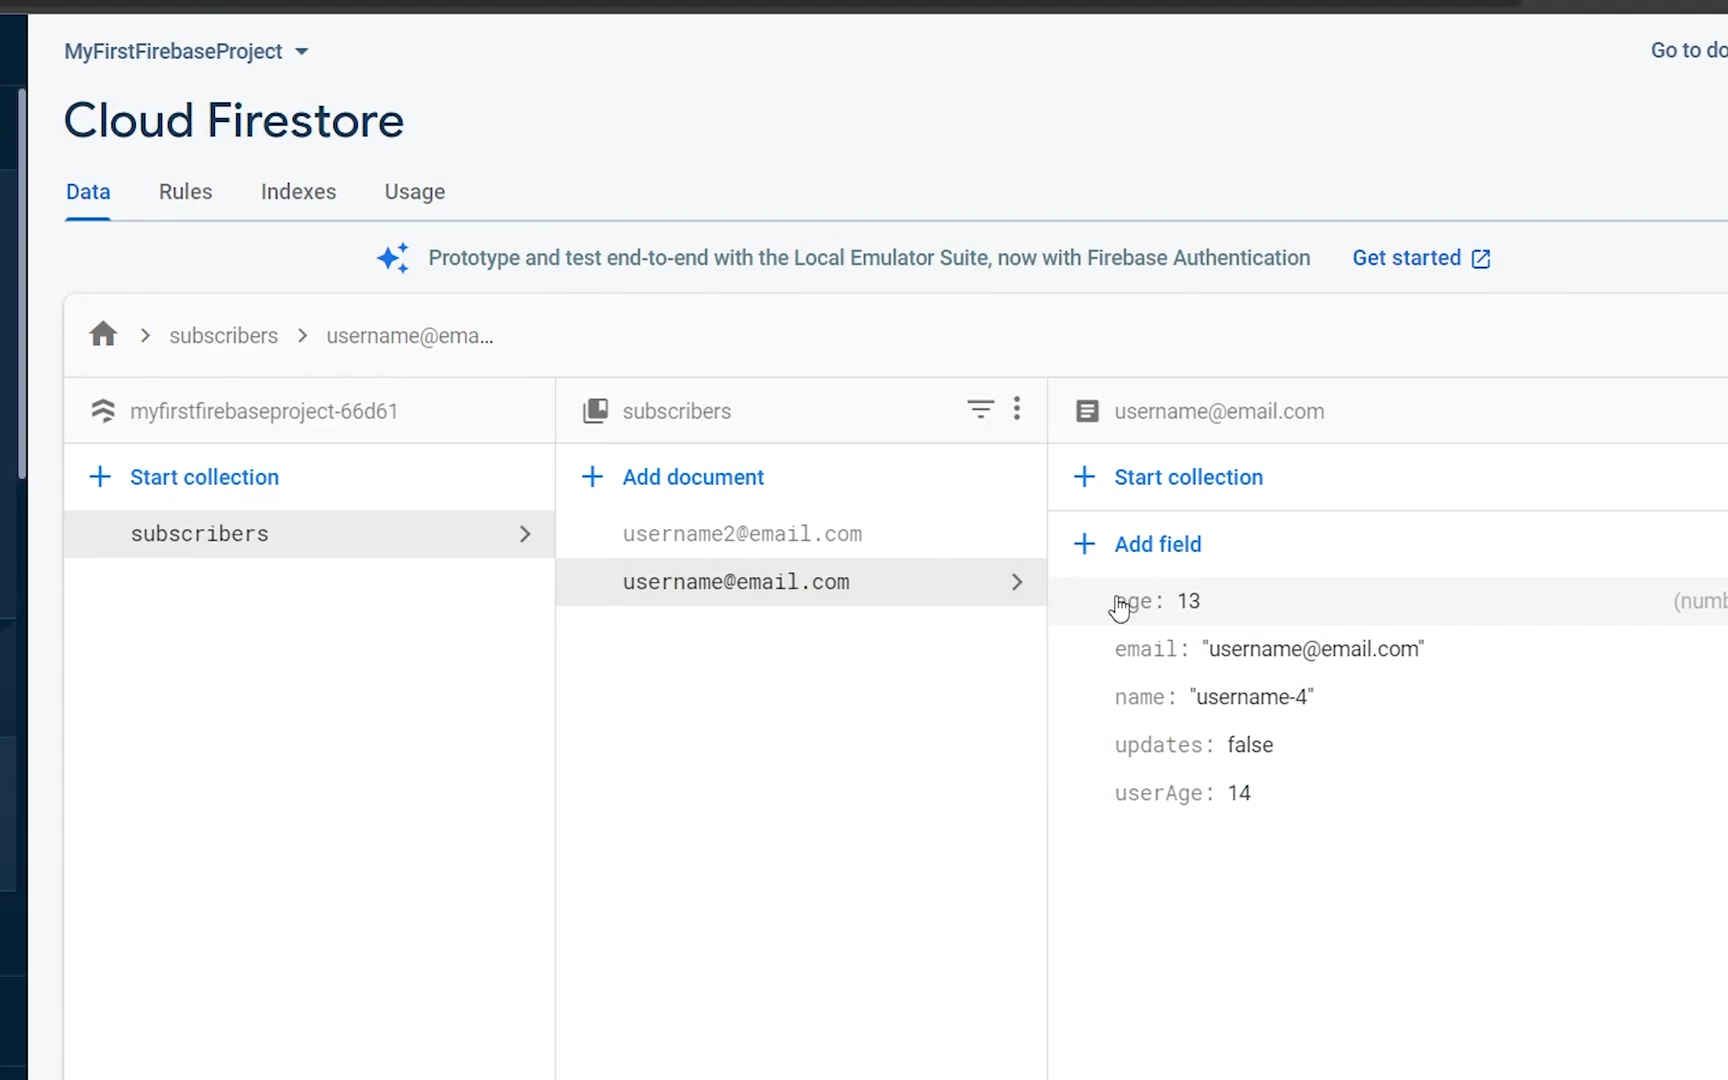 MyFirstFirebaseProject
Go to do
Cloud Firestore
Data Rules Indexes Usage
Prototype and test end-to-end with the Local Emulator Suite, now with Firebase Authentication Get started
subscribers username@ema...
myfirstfirebaseproject-66d61 subscribers username@email.com
+ Start collection + Add document + Start collection
subscribers username2@email.com + Add field
username@email.com
age: 13 (numb
email: "username@email.com"
name: "username-4"
updates: false
userAge: 14